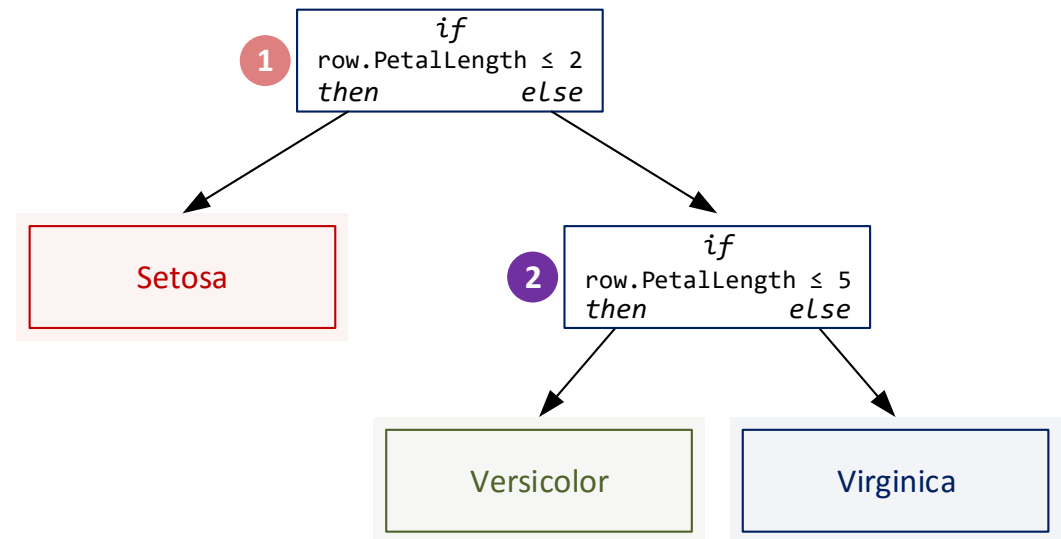 1
if
row.PetalLength ≤ 2
then else
Setosa
2
if
row.PetalLength ≤ 5
then else
Versicolor
Virginica